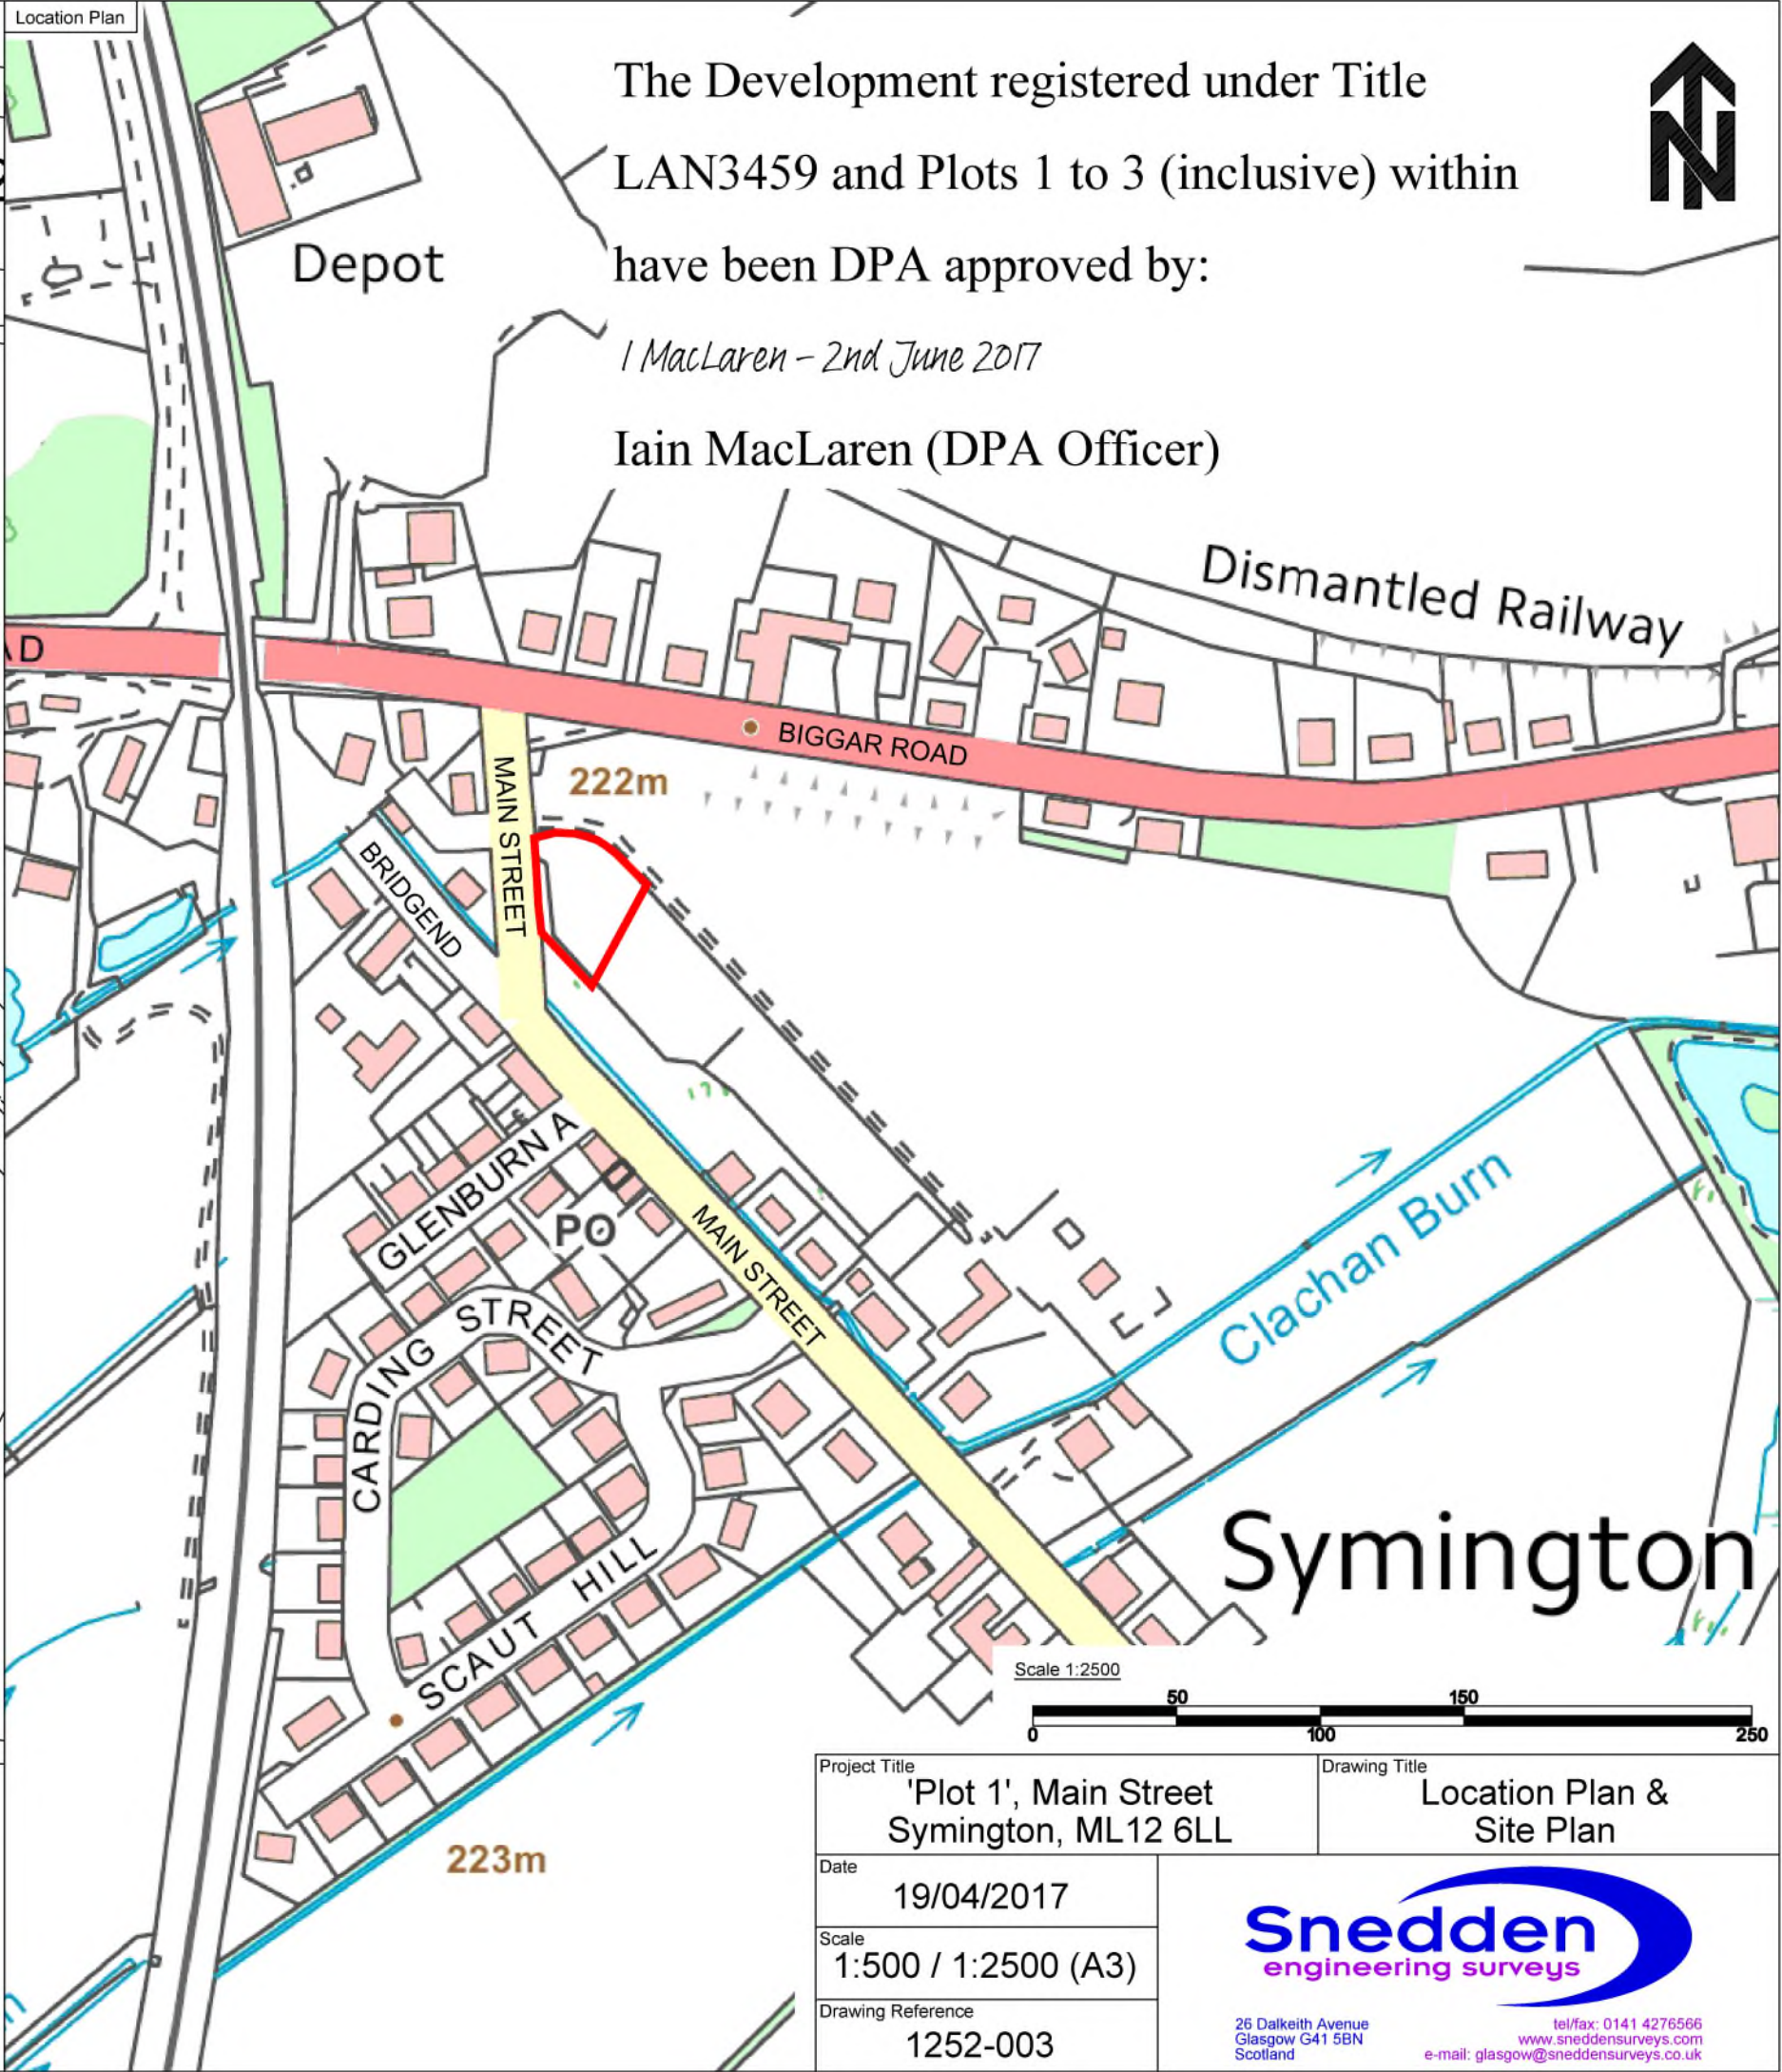 Location Plan
The Development registered under Title
LAN3459 and Plots 1 to 3 (inclusive) within
have been DPA approved by:
I MacLaren – 2nd June 2017
Iain MacLaren (DPA Officer)
N
Depot
Dismantled Railway
AD
BIGGAR ROAD
MAIN STREET
222m
BRIDGEND
GLENBURN A
PO
MAIN STREET
Clachan Burn
CARDING STREET
SCAUT HILL
Symington
223m
Scale 1:2500
50 150
0 100 250
Project Title
'Plot 1', Main Street
Symington, ML12 6LL
Drawing Title
Location Plan &
Site Plan
Date
19/04/2017
Scale
1:500 / 1:2500 (A3)
Drawing Reference
1252-003
Snedden
engineering surveys
26 Dalkeith Avenue
Glasgow G41 5BN
Scotland
tel/fax: 0141 4276566
www.sneddensurveys.com
e-mail: glasgow@sneddensurveys.co.uk